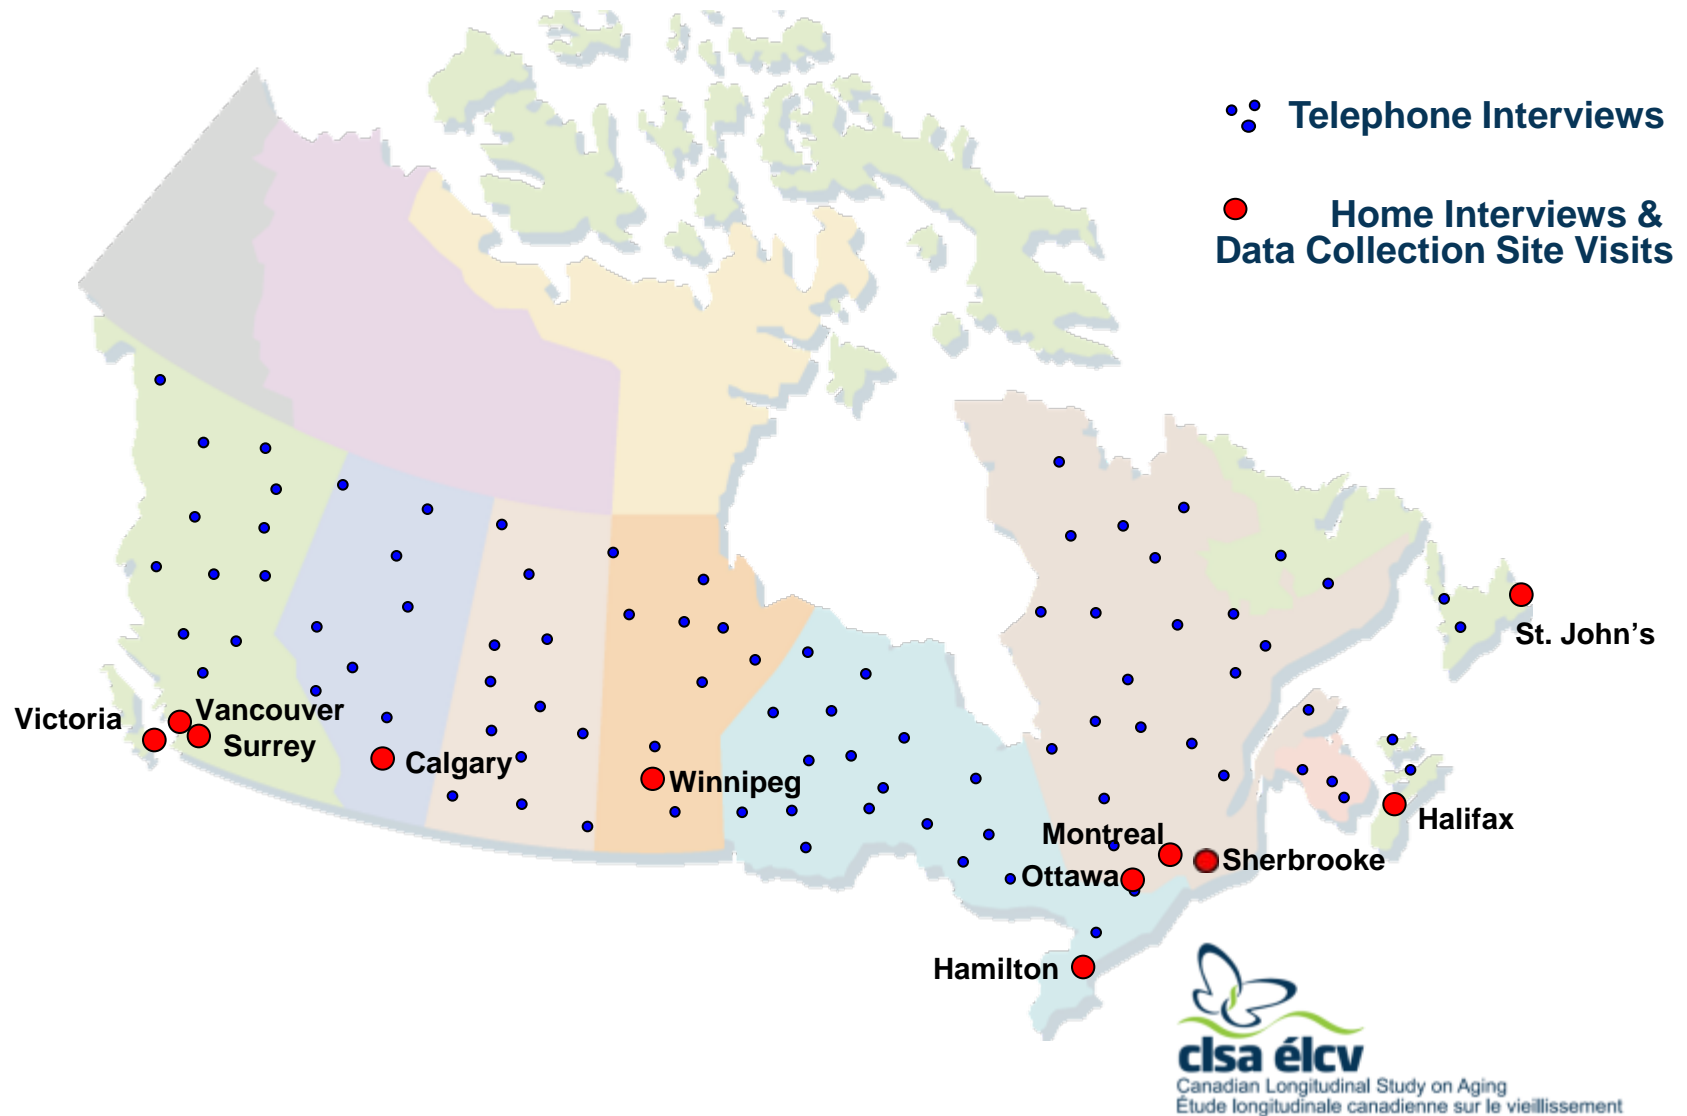 Telephone Interviews
Home Interviews &
Data Collection Site Visits
St. John's
Victoria
Vancouver
Surrey
Calgary
Winnipeg
Halifax
Montreal
Sherbrooke
Ottawa
Hamilton
clsa élcv
Canadian Longitudinal Study on Aging
Étude longitudinale canadienne sur le vieillissement